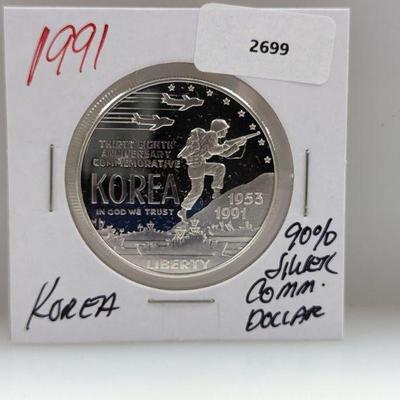 1991
2699
THIRTY EIGHTH
ANNIVERSARY
COMMEMORATIVE
KOREA
IN GOD WE TRUST
1953
1991
LIBERTY
KOREA
90%
SILVER
COMM.
DOLLAR